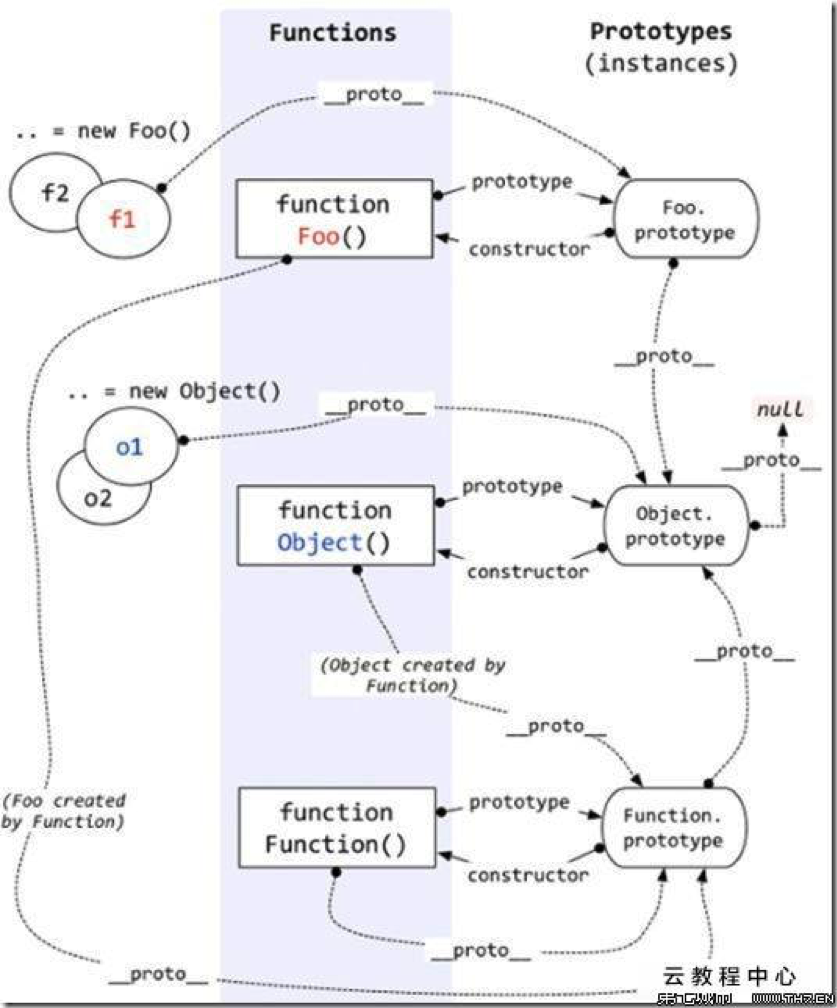 Functions
Prototypes
(instances)
__proto__
.. = new Foo()
f2
f1
function
Foo()
prototype
constructor
Foo.
prototype
__proto__
.. = new Object()
__proto__
null
__proto__
o1
o2
function
Object()
prototype
constructor
Object.
prototype
(Object created by
Function)
__proto__
__proto__
(Foo created
by Function)
function
Function()
prototype
constructor
Function.
prototype
__proto__
__proto__
云教程中心